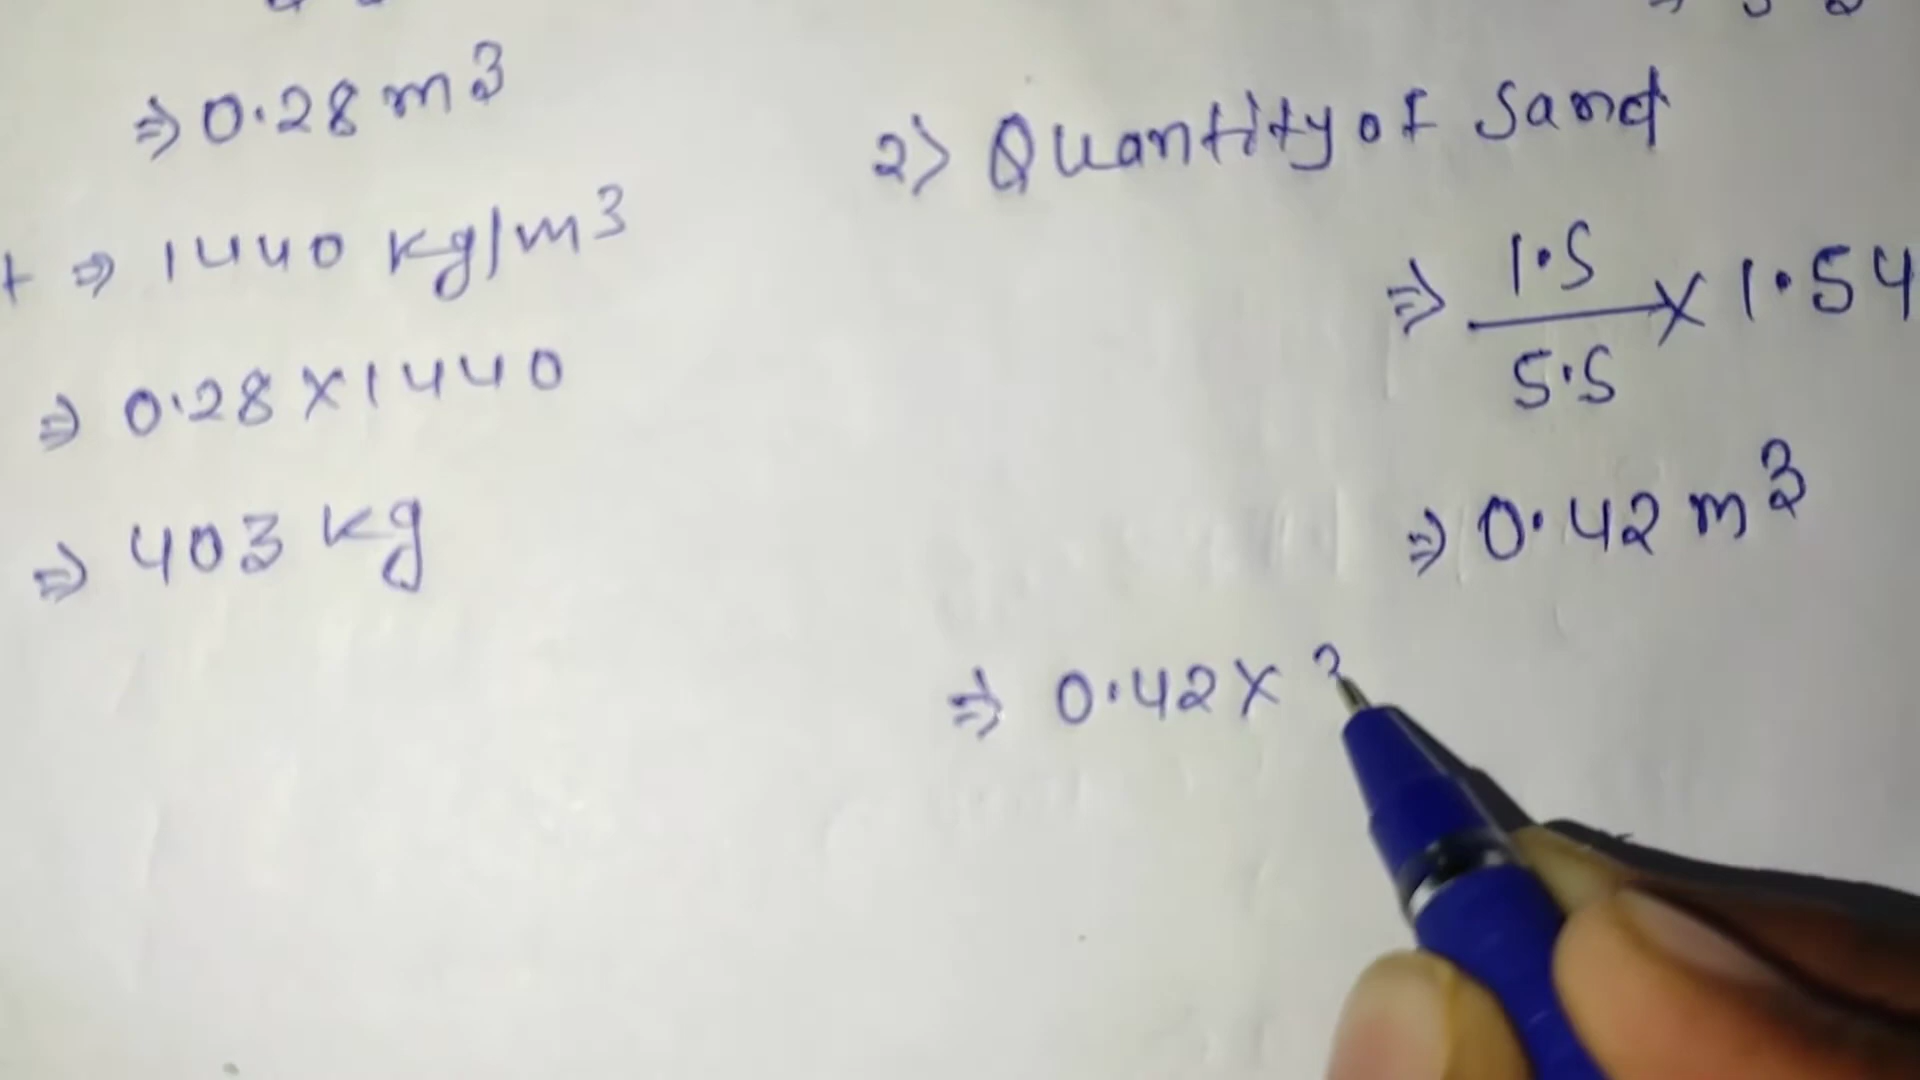 ⇒ 0.28 m³
⇒ 1440 kg/m³
⇒ 0.28 X 1440
⇒ 403 kg
2) Quantity of Sand
⇒ 1.5/5.5 X 1.54
⇒ 0.42 m³
⇒ 0.42 X